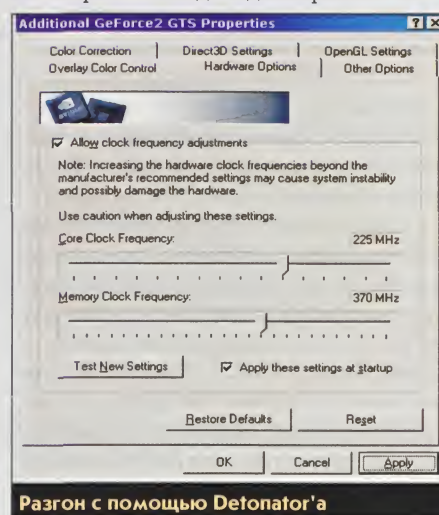 Additional GeForce2 GTS Properties
Color Correction
Direct3D Settings
OpenGL Settings
Overlay Color Control
Hardware Options
Other Options
Allow clock frequency adjustments
Note: Increasing the hardware clock frequencies beyond the
manufacturer's recommended settings may cause system instability
and possibly damage the hardware.
Use caution when adjusting these settings.
Core Clock Frequency:
225 MHz
Memory Clock Frequency:
370 MHz
Test New Settings
Apply these settings at startup
Restore Defaults
Reset
OK
Cancel
Apply
Разгон с помощью Detonator'а